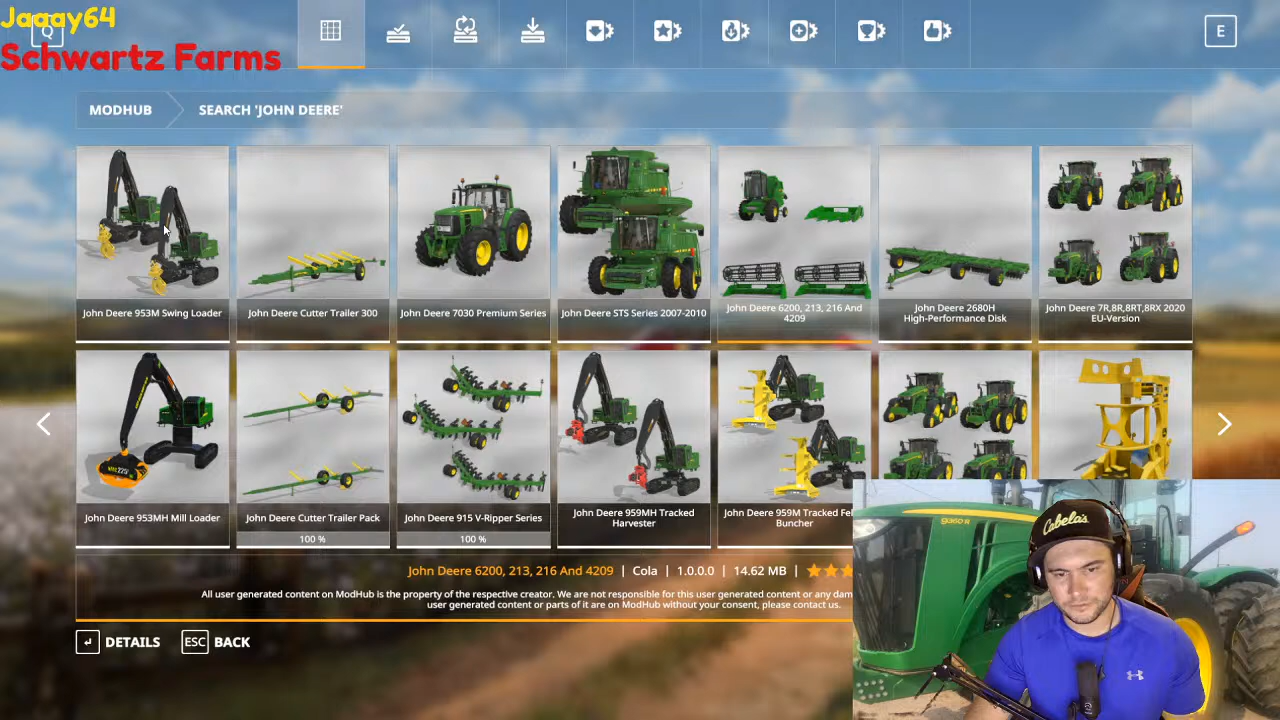 Jaaay64
Schwartz Farms
Q
E
MODHUB
SEARCH 'JOHN DEERE'
John Deere 953M Swing Loader
John Deere Cutter Trailer 300
John Deere 7030 Premium Series
John Deere STS Series 2007-2010
John Deere 6200, 213, 216 And
4209
John Deere 2680H
High-Performance Disk
John Deere 7R,8R,8RT,8RX 2020
EU-Version
John Deere 953MH Mill Loader
John Deere Cutter Trailer Pack
100 %
John Deere 915 V-Ripper Series
100 %
John Deere 959MH Tracked
Harvester
John Deere 959M Tracked Fel
Buncher
John Deere 6200, 213, 216 And 4209 | Cola | 1.0.0.0 | 14.62 MB |
All user generated content on ModHub is the property of the respective creator. We are not responsible for this user generated content or any dam
user generated content or parts of it are on ModHub without your consent, please contact us.
DETAILS
ESC BACK
Cabela's